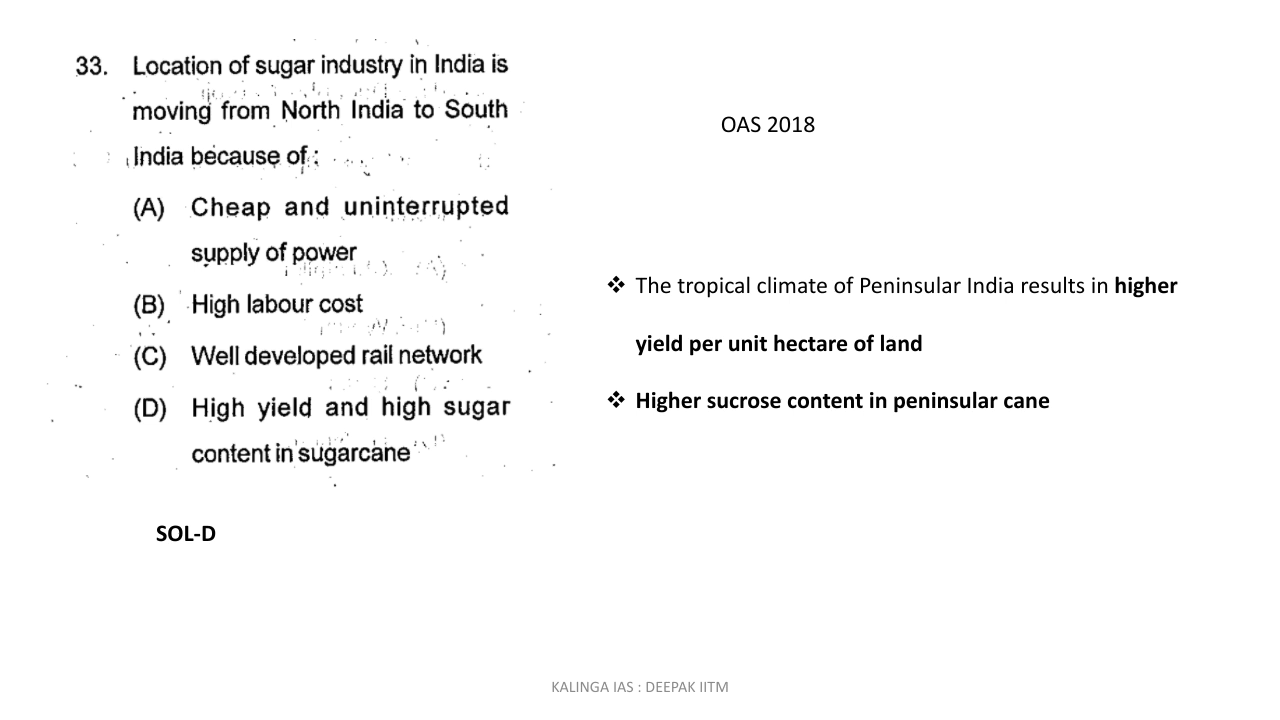 33. Location of sugar industry in India is
moving from North India to South
India because of :
(A) Cheap and uninterrupted
supply of power
(B) High labour cost
(C) Well developed rail network
(D) High yield and high sugar
content in sugarcane
SOL-D
OAS 2018
❖ The tropical climate of Peninsular India results in higher
yield per unit hectare of land
❖ Higher sucrose content in peninsular cane
KALINGA IAS : DEEPAK IITM